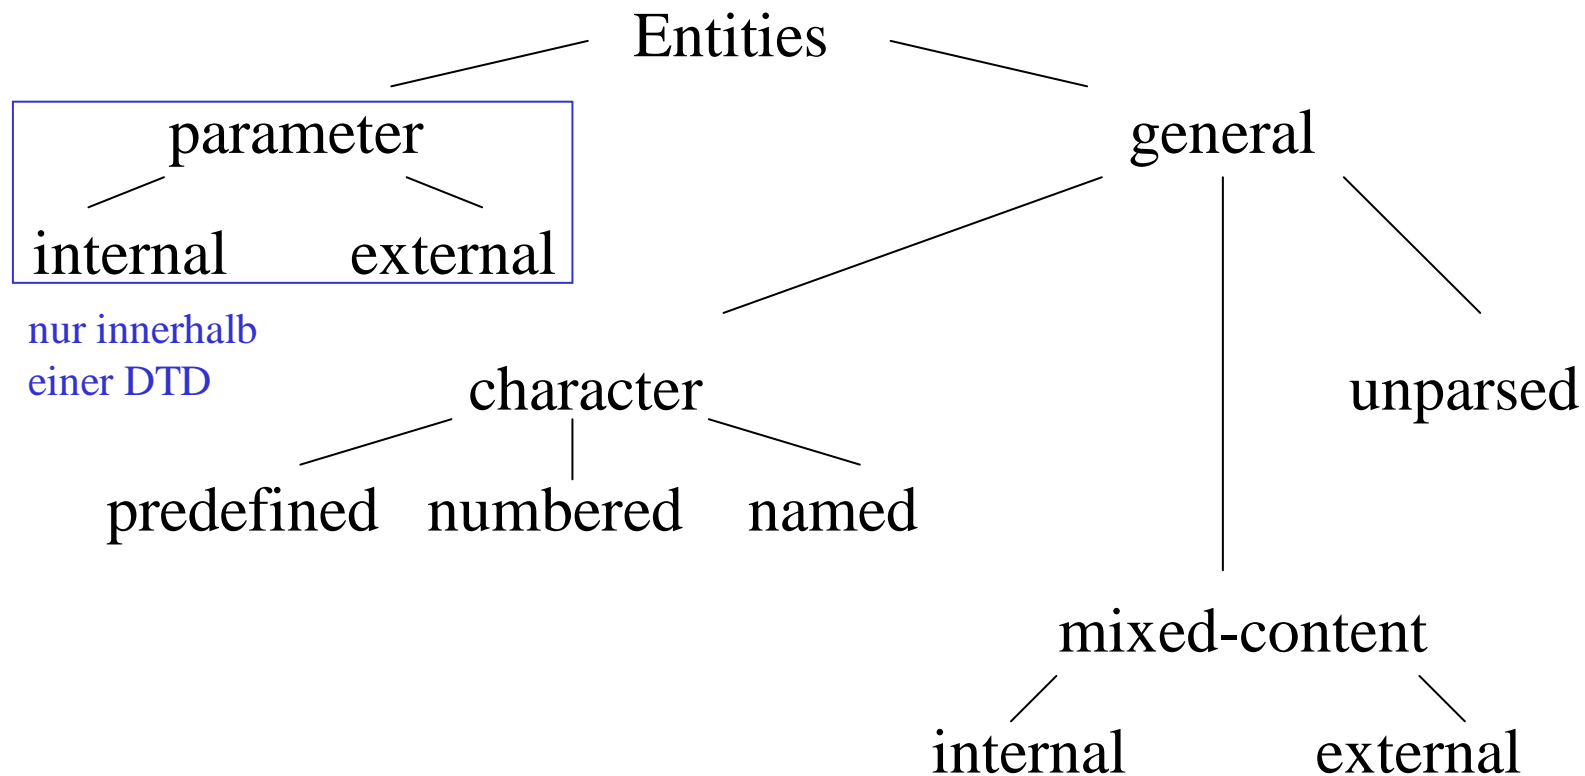 Entities
parameter
general
internal external
nur innerhalb
einer DTD
character
unparsed
predefined numbered named
mixed-content
internal external